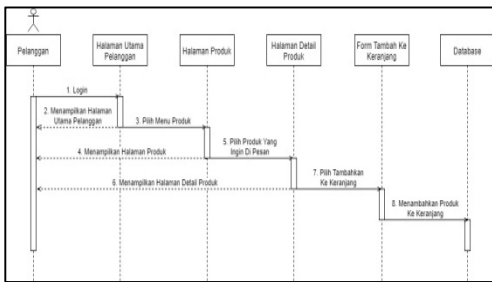 Pelanggan
Halaman Utama
Pelanggan
Halaman Produk
Halaman Detail
Produk
Form Tambah Ke
Keranjang
Database
1. Login
2. Menampilkan Halaman
Utama Pelanggan
3. Pilih Menu Produk
4. Menampilkan Halaman Produk
5. Pilih Produk Yang
Ingin Di Pesan
6. Menampilkan Halaman Detail Produk
7. Pilih Tambahkan
Ke Keranjang
8. Menambahkan Produk
Ke Keranjang